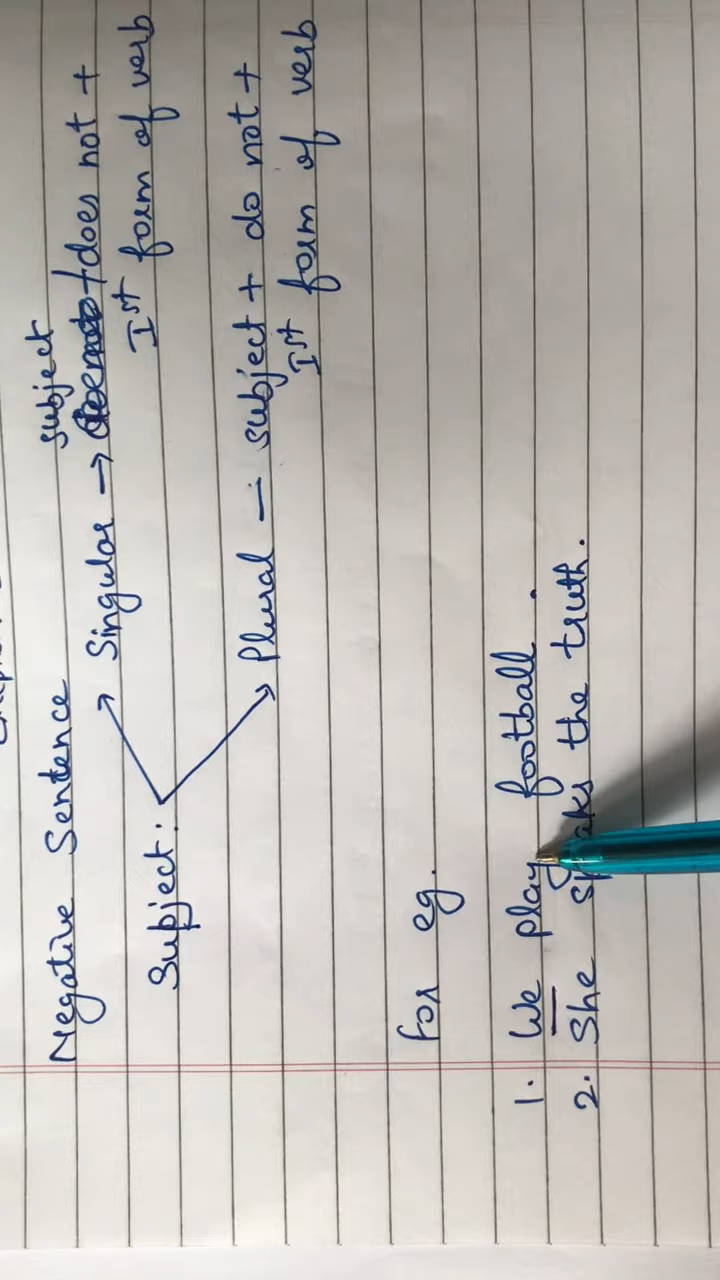 Negative Sentence
subject
Subject: Singular → + does not +
Ist form of verb
Plural — subject + do not +
Ist form of verb
for eg.
1. We play football.
2. She speaks the truth.